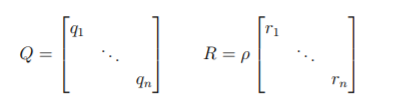 Q = [q₁ ⋱ qₙ] R = ρ [r₁ ⋱ rₙ]